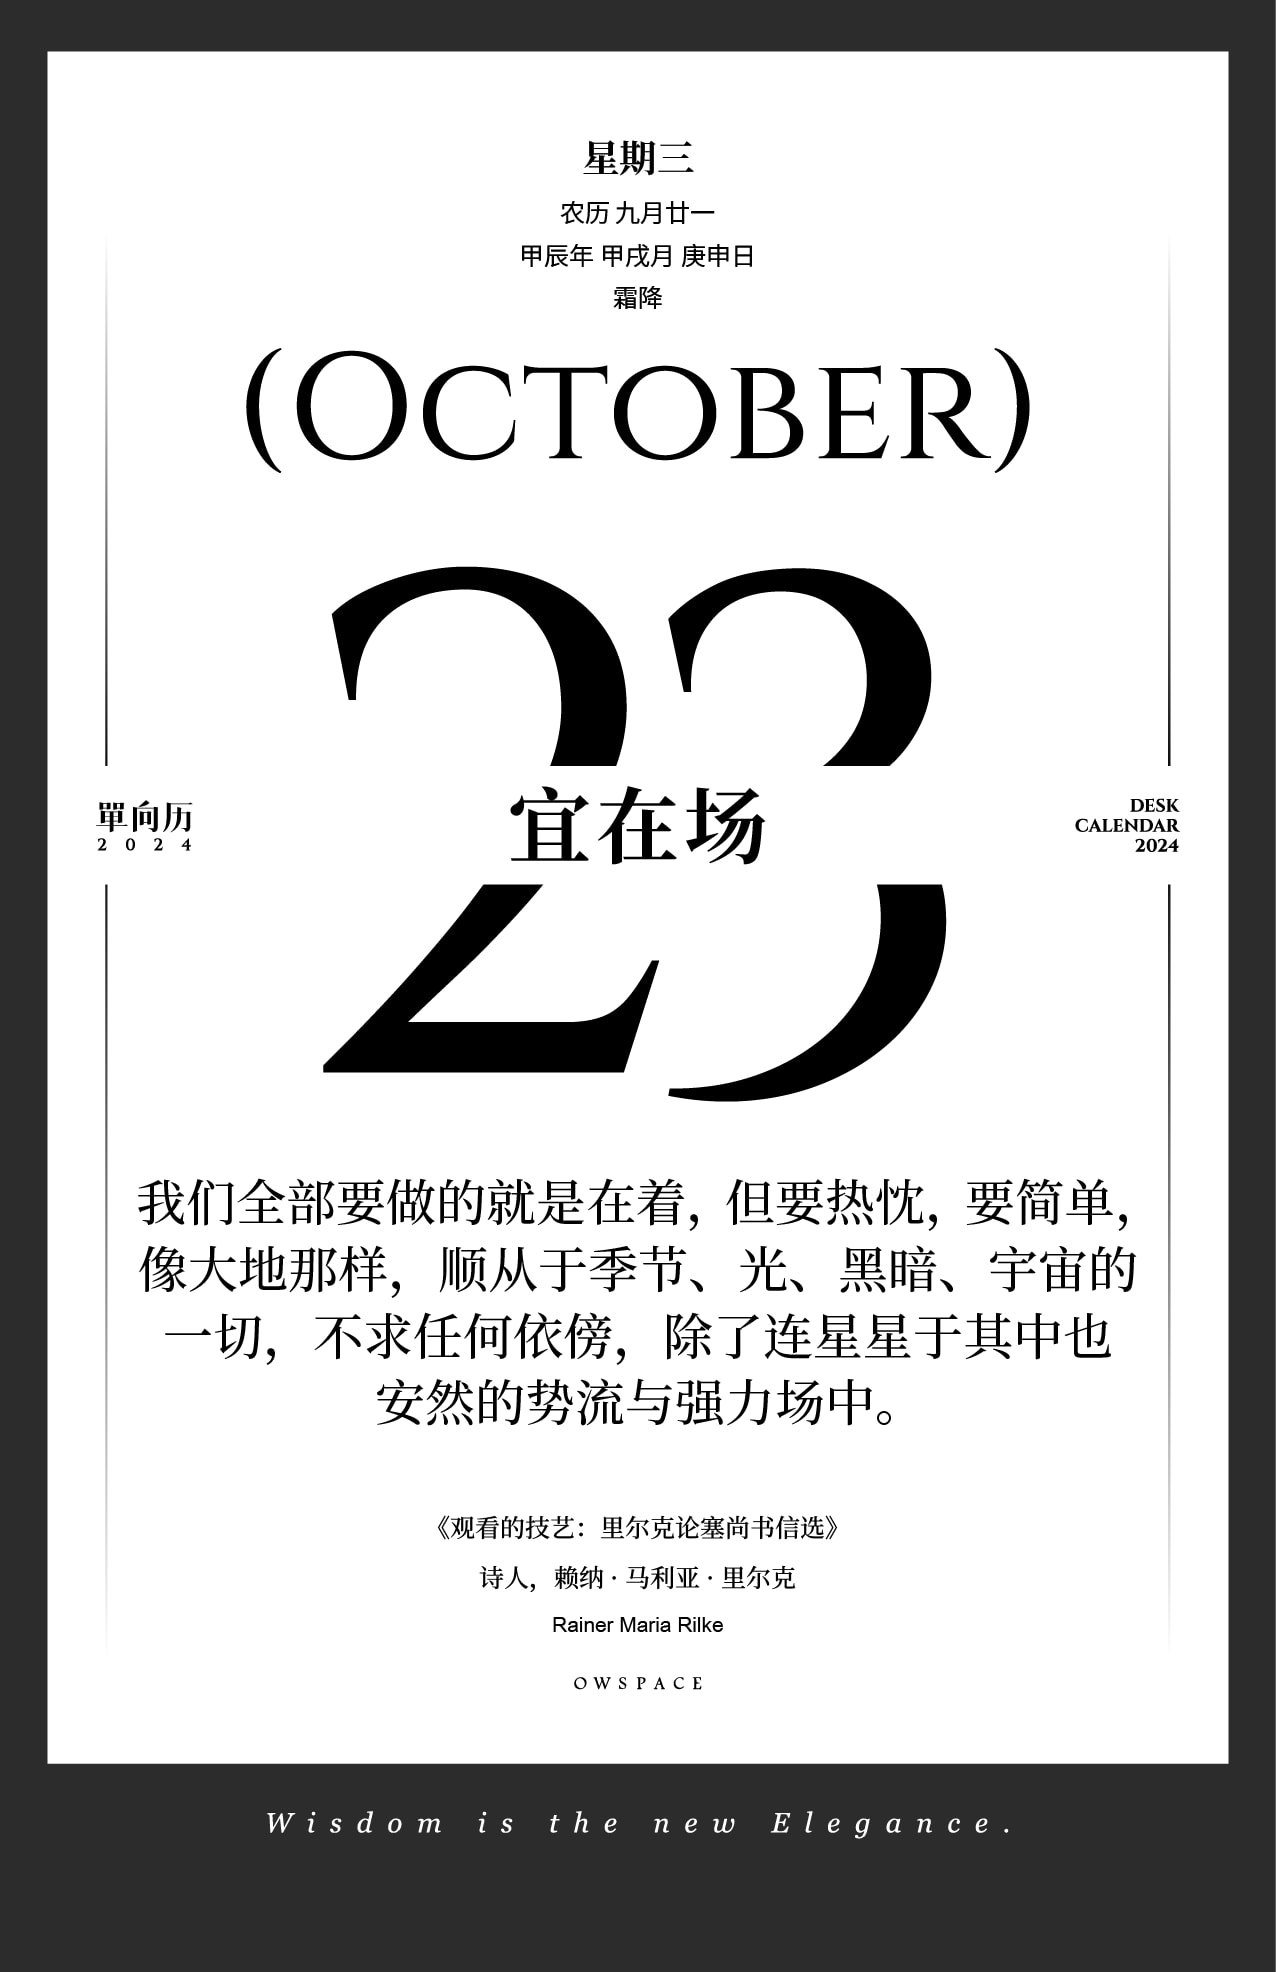 星期三
农历 九月廿一
甲辰年 甲戌月 庚申日
霜降
(OCTOBER)
23
宜在场
單向历
2024
DESK
CALENDAR
2024
我们全部要做的就是在着，但要热忱，要简单，
像大地那样，顺从于季节、光、黑暗、宇宙的
一切，不求任何依傍，除了连星星于其中也
安然的势流与强力场中。
《观看的技艺：里尔克论塞尚书信选》
诗人，赖纳·马利亚·里尔克
Rainer Maria Rilke
OWSPACE
Wisdom is the new Elegance.